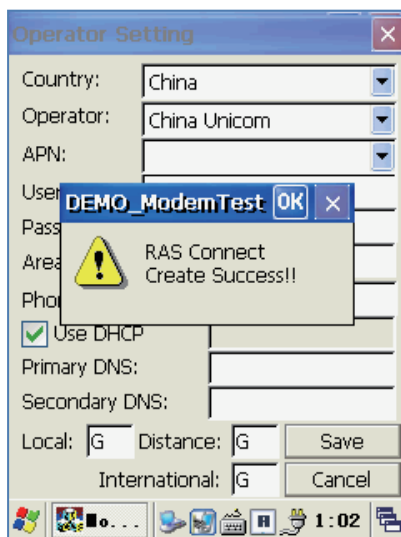 Operator Setting
Country: China
Operator: China Unicom
APN:
User
DEMO_ModemTest OK
Pass
RAS Connect
Create Success!!
Area
Phon
Use DHCP
Primary DNS:
Secondary DNS:
Local: G Distance: G Save
International: G Cancel
1:02